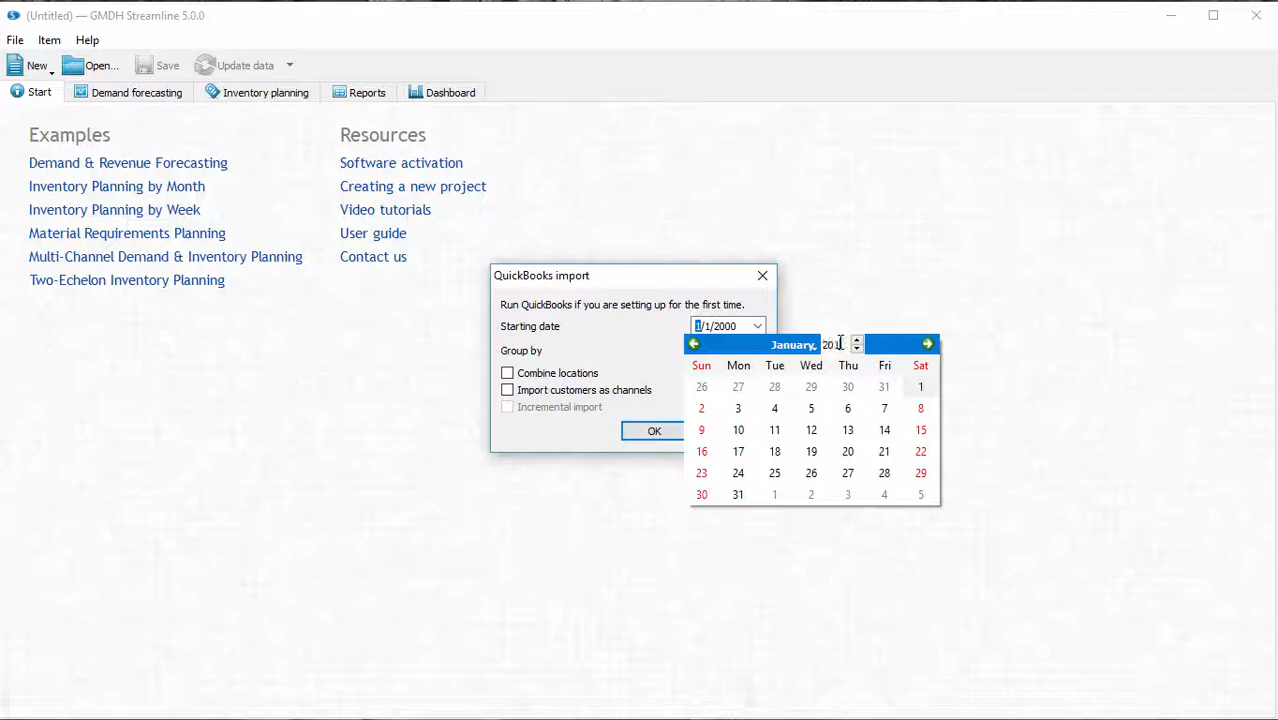 (Untitled) — GMDH Streamline 5.0.0
File Item Help
New Open... Save Update data
Start Demand forecasting Inventory planning Reports Dashboard
Examples
Demand & Revenue Forecasting
Inventory Planning by Month
Inventory Planning by Week
Material Requirements Planning
Multi-Channel Demand & Inventory Planning
Two-Echelon Inventory Planning
Resources
Software activation
Creating a new project
Video tutorials
User guide
Contact us
QuickBooks import
Run QuickBooks if you are setting up for the first time.
Starting date 1/1/2000
Group by
Combine locations
Import customers as channels
Incremental import
OK
January, 201
Sun Mon Tue Wed Thu Fri Sat
26 27 28 29 30 31 1
2 3 4 5 6 7 8
9 10 11 12 13 14 15
16 17 18 19 20 21 22
23 24 25 26 27 28 29
30 31 1 2 3 4 5